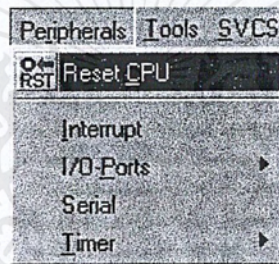 Peripherals Tools SVCS
RST Reset CPU
Interrupt
I/O-Ports
Serial
Timer